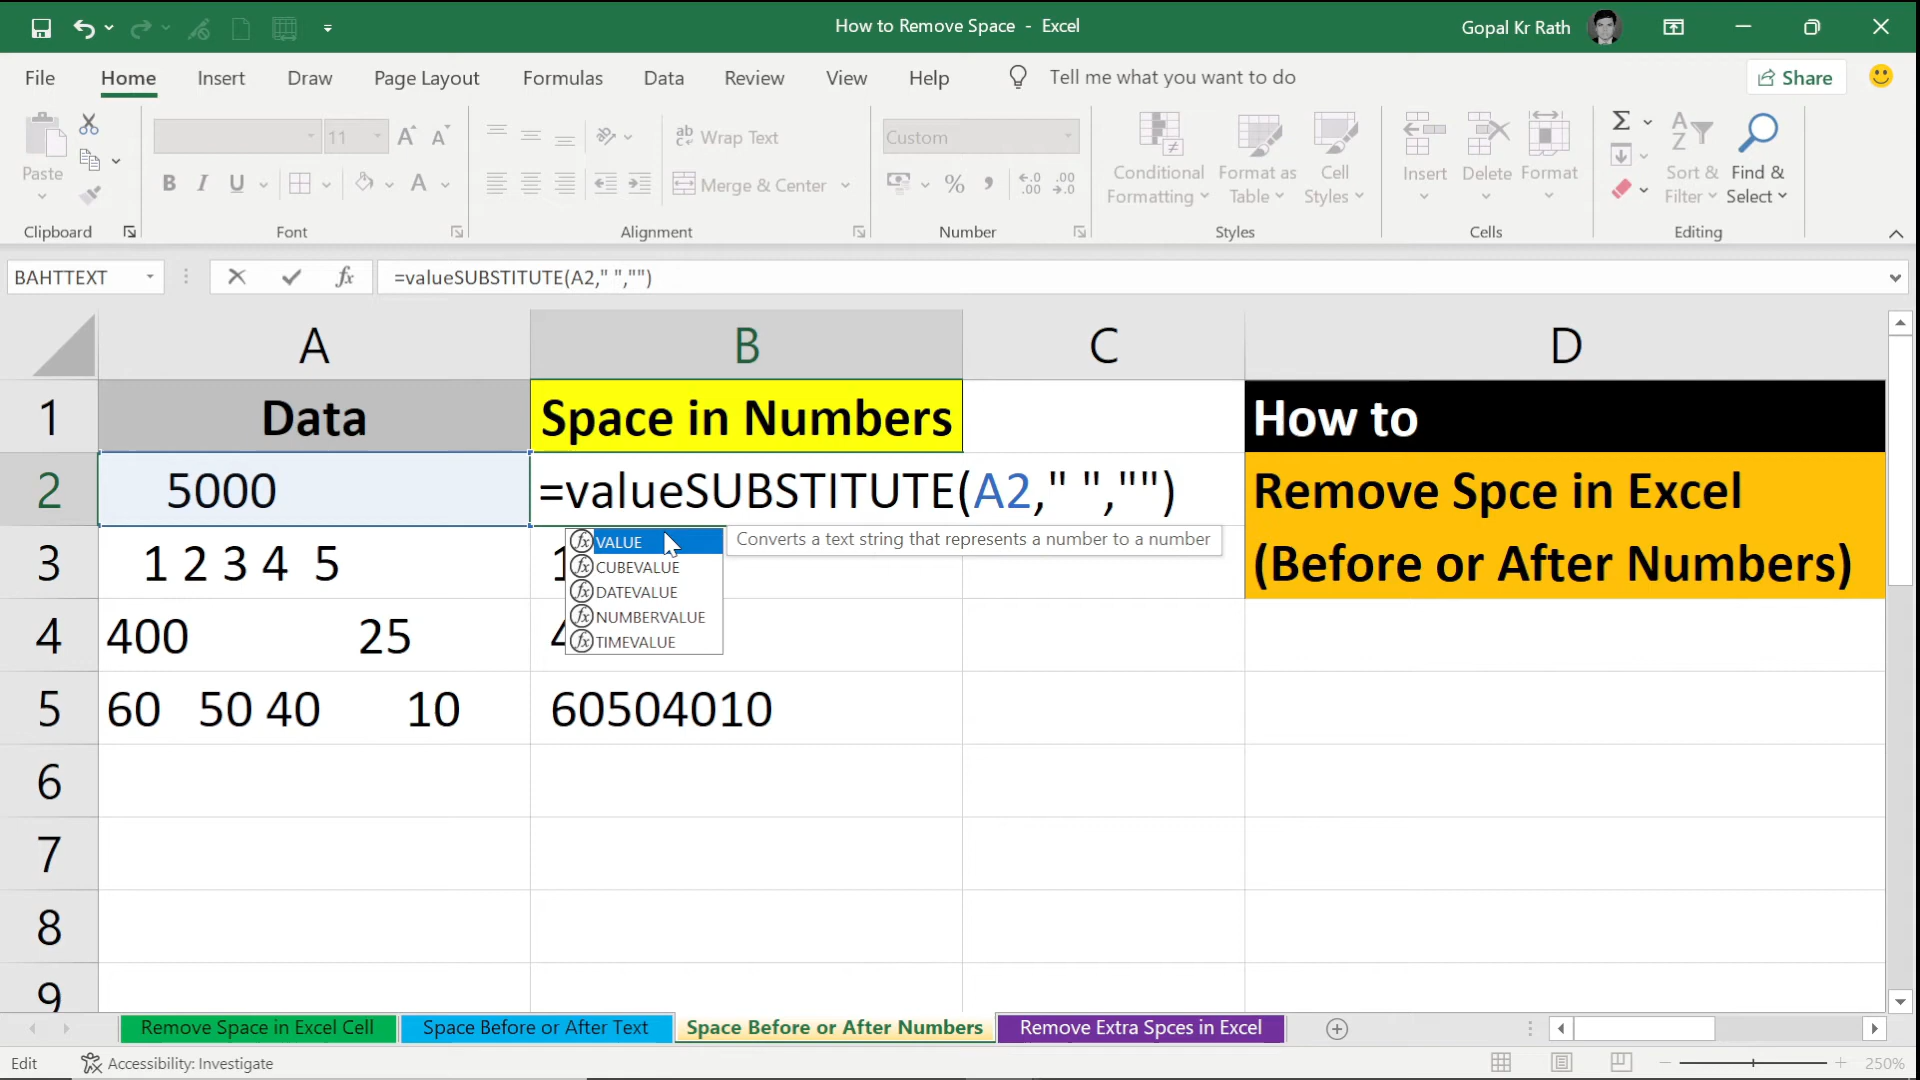 How to Remove Space - Excel
Gopal Kr Rath
File Home Insert Draw Page Layout Formulas Data Review View Help Tell me what you want to do Share
Paste
Clipboard
11
Font
Wrap Text
Merge & Center
Alignment
Custom
Number
Conditional Formatting
Format as Table
Cell Styles
Styles
Insert
Delete
Format
Cells
Sort & Filter
Find & Select
Editing
BAHTTEXT
=valueSUBSTITUTE(A2," ","")
A B C D
1 Data Space in Numbers How to
2 5000 =valueSUBSTITUTE(A2," ","") Remove Spce in Excel
VALUE Converts a text string that represents a number to a number
CUBEVALUE
DATEVALUE
NUMBERVALUE
TIMEVALUE
3 1 2 3 4 5 1 (Before or After Numbers)
4 400 25 4
5 60 50 40 10 60504010
6
7
8
9
Remove Space in Excel Cell Space Before or After Text Space Before or After Numbers Remove Extra Spces in Excel
Edit Accessibility: Investigate 250%